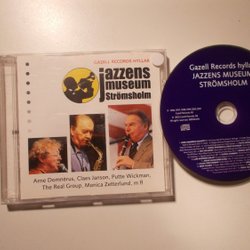 GAZELL RECORDS HYLLAR
jazzens
museum
Strömsholm
Arne Domnérus, Claes Janson, Putte Wickman,
The Real Group, Monica Zetterlund, m fl
Gazell Records hyllar
JAZZENS MUSEUM
STRÖMSHOLM